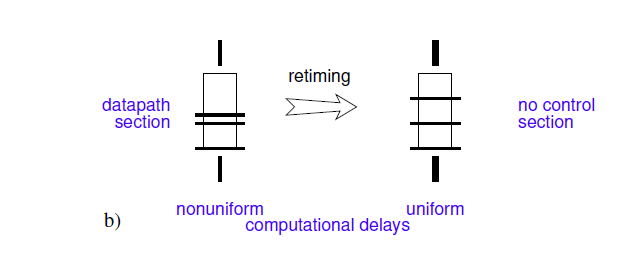 retiming
datapath
section
no control
section
nonuniform
uniform
computational delays
b)